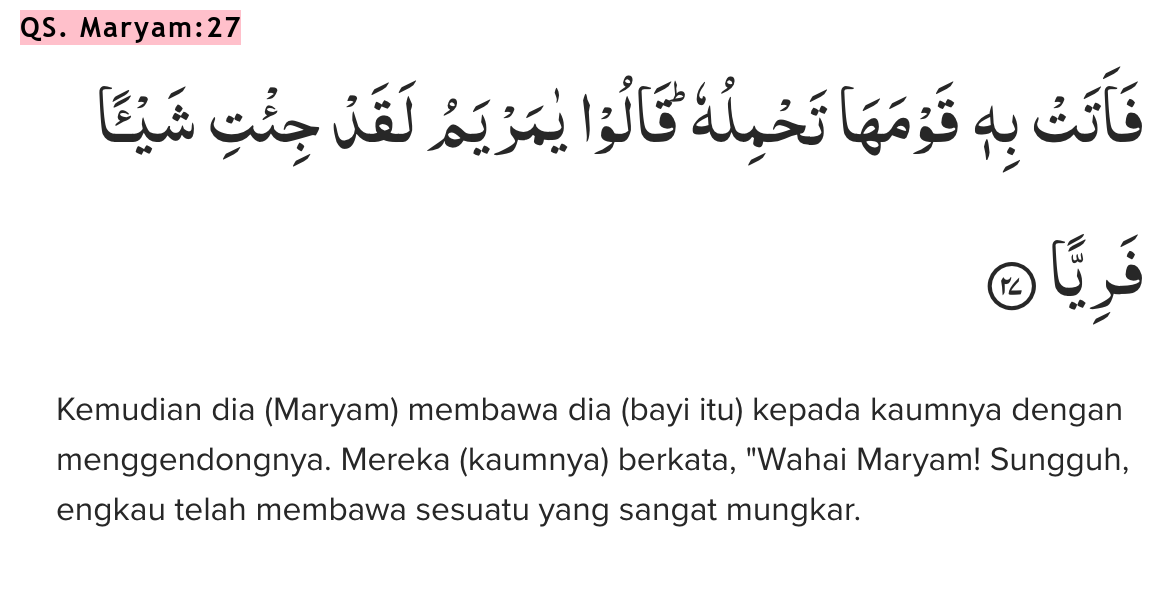 QS. Maryam:27
فَاَتَتْ بِهٖ قَوْمَهَا تَحْمِلُهٗ ۗقَالُوْا يٰمَرْيَمُ لَقَدْ جِئْتِ شَيْـًٔا
فَرِيًّا ٢٧
Kemudian dia (Maryam) membawa dia (bayi itu) kepada kaumnya dengan
menggendongnya. Mereka (kaumnya) berkata, "Wahai Maryam! Sungguh,
engkau telah membawa sesuatu yang sangat mungkar.